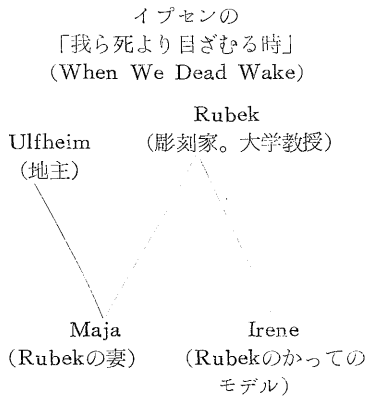 イプセンの
「我ら死より目ざむる時」
(When We Dead Wake)
Rubek
(彫刻家。大学教授)
Ulfheim
(地主)
Maja
(Rubekの妻)
Irene
(Rubekのかっての
モデル)